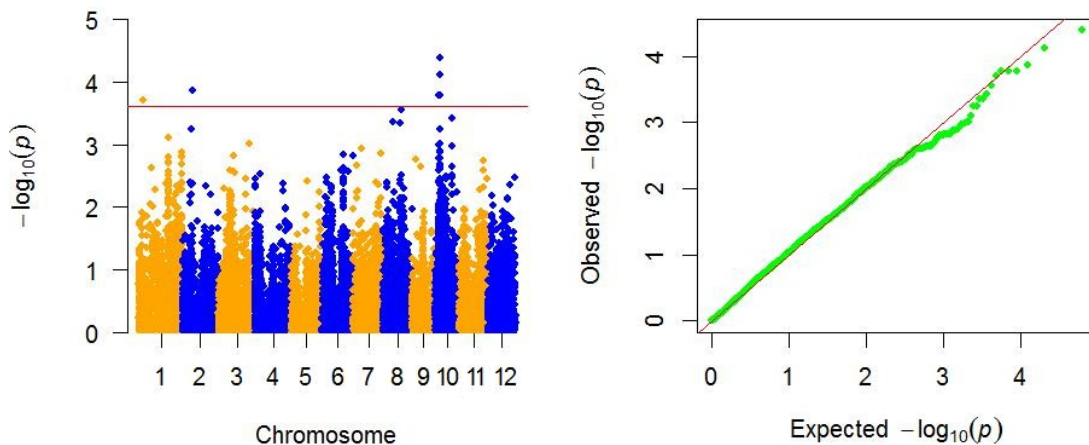 5
4
3
2
1
0
−log₁₀(p)
1 2 3 4 5 6 7 8 9 10 11 12
Chromosome
4
3
2
1
0
Observed −log₁₀(p)
0 1 2 3 4
Expected −log₁₀(p)